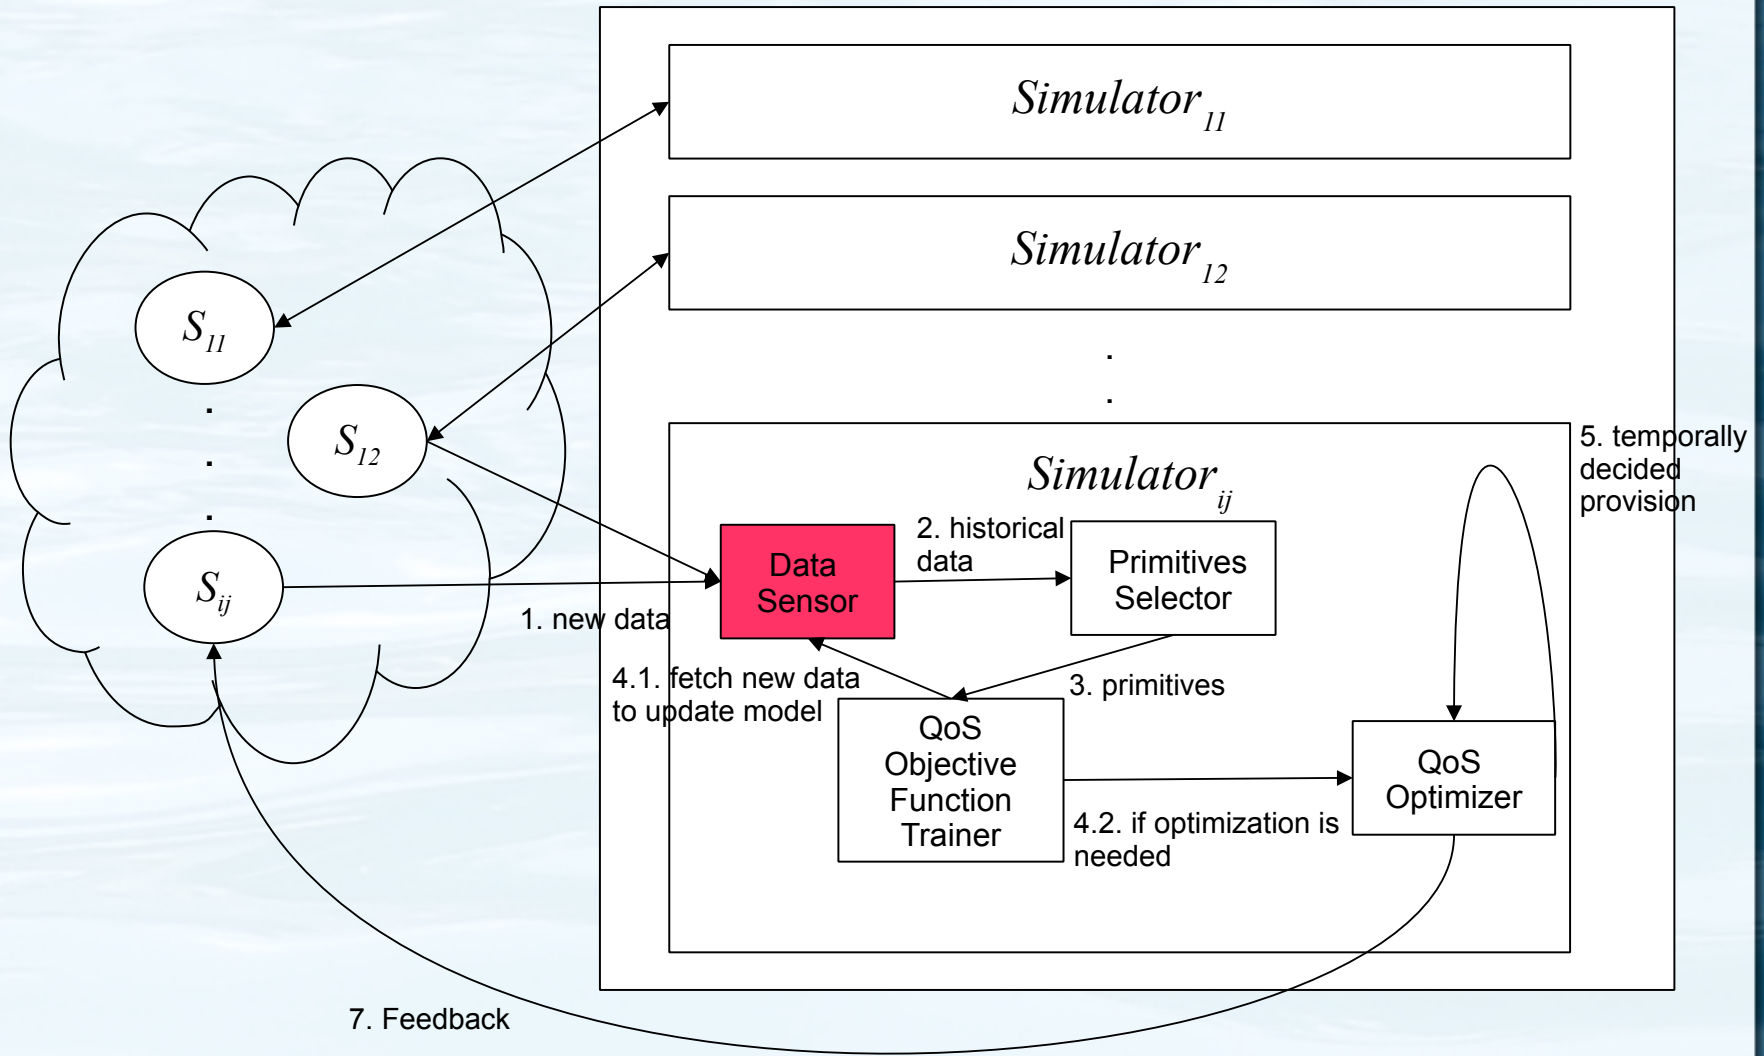 Simulator11
Simulator12
.
.
S11
.
.
.
S12
Sij
5. temporally
decided
provision
Simulatorij
Data
Sensor
2. historical
data
Primitives
Selector
1. new data
4.1. fetch new data
to update model
3. primitives
QoS
Objective
Function
Trainer
4.2. if optimization is
needed
QoS
Optimizer
7. Feedback